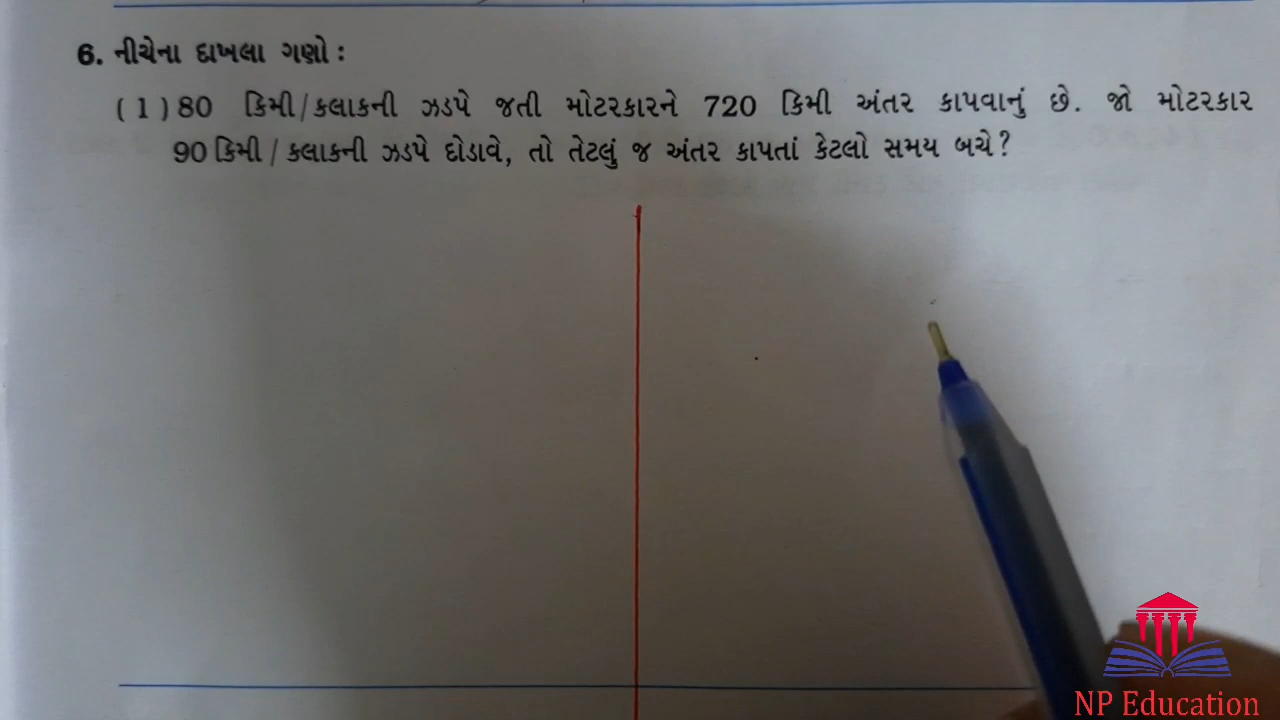 6. નીચેના દાખલા ગણો :
( 1 ) 80 કિમી / કલાકની ઝડપે જતી મોટરકારને 720 કિમી અંતર કાપવાનું છે. જો મોટરકાર
90 કિમી / કલાકની ઝડપે દોડાવે, તો તેટલું જ અંતર કાપતાં કેટલો સમય બચે ?
NP Education